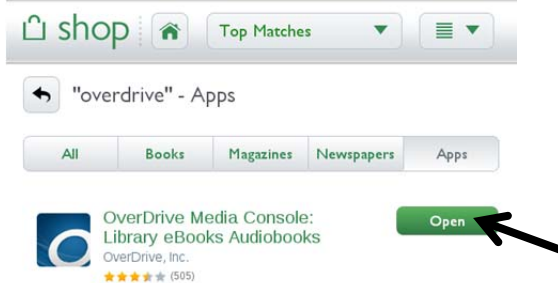 shop Top Matches
"overdrive" - Apps
All Books Magazines Newspapers Apps
OverDrive Media Console: Open
Library eBooks Audiobooks
OverDrive, Inc.
(505)